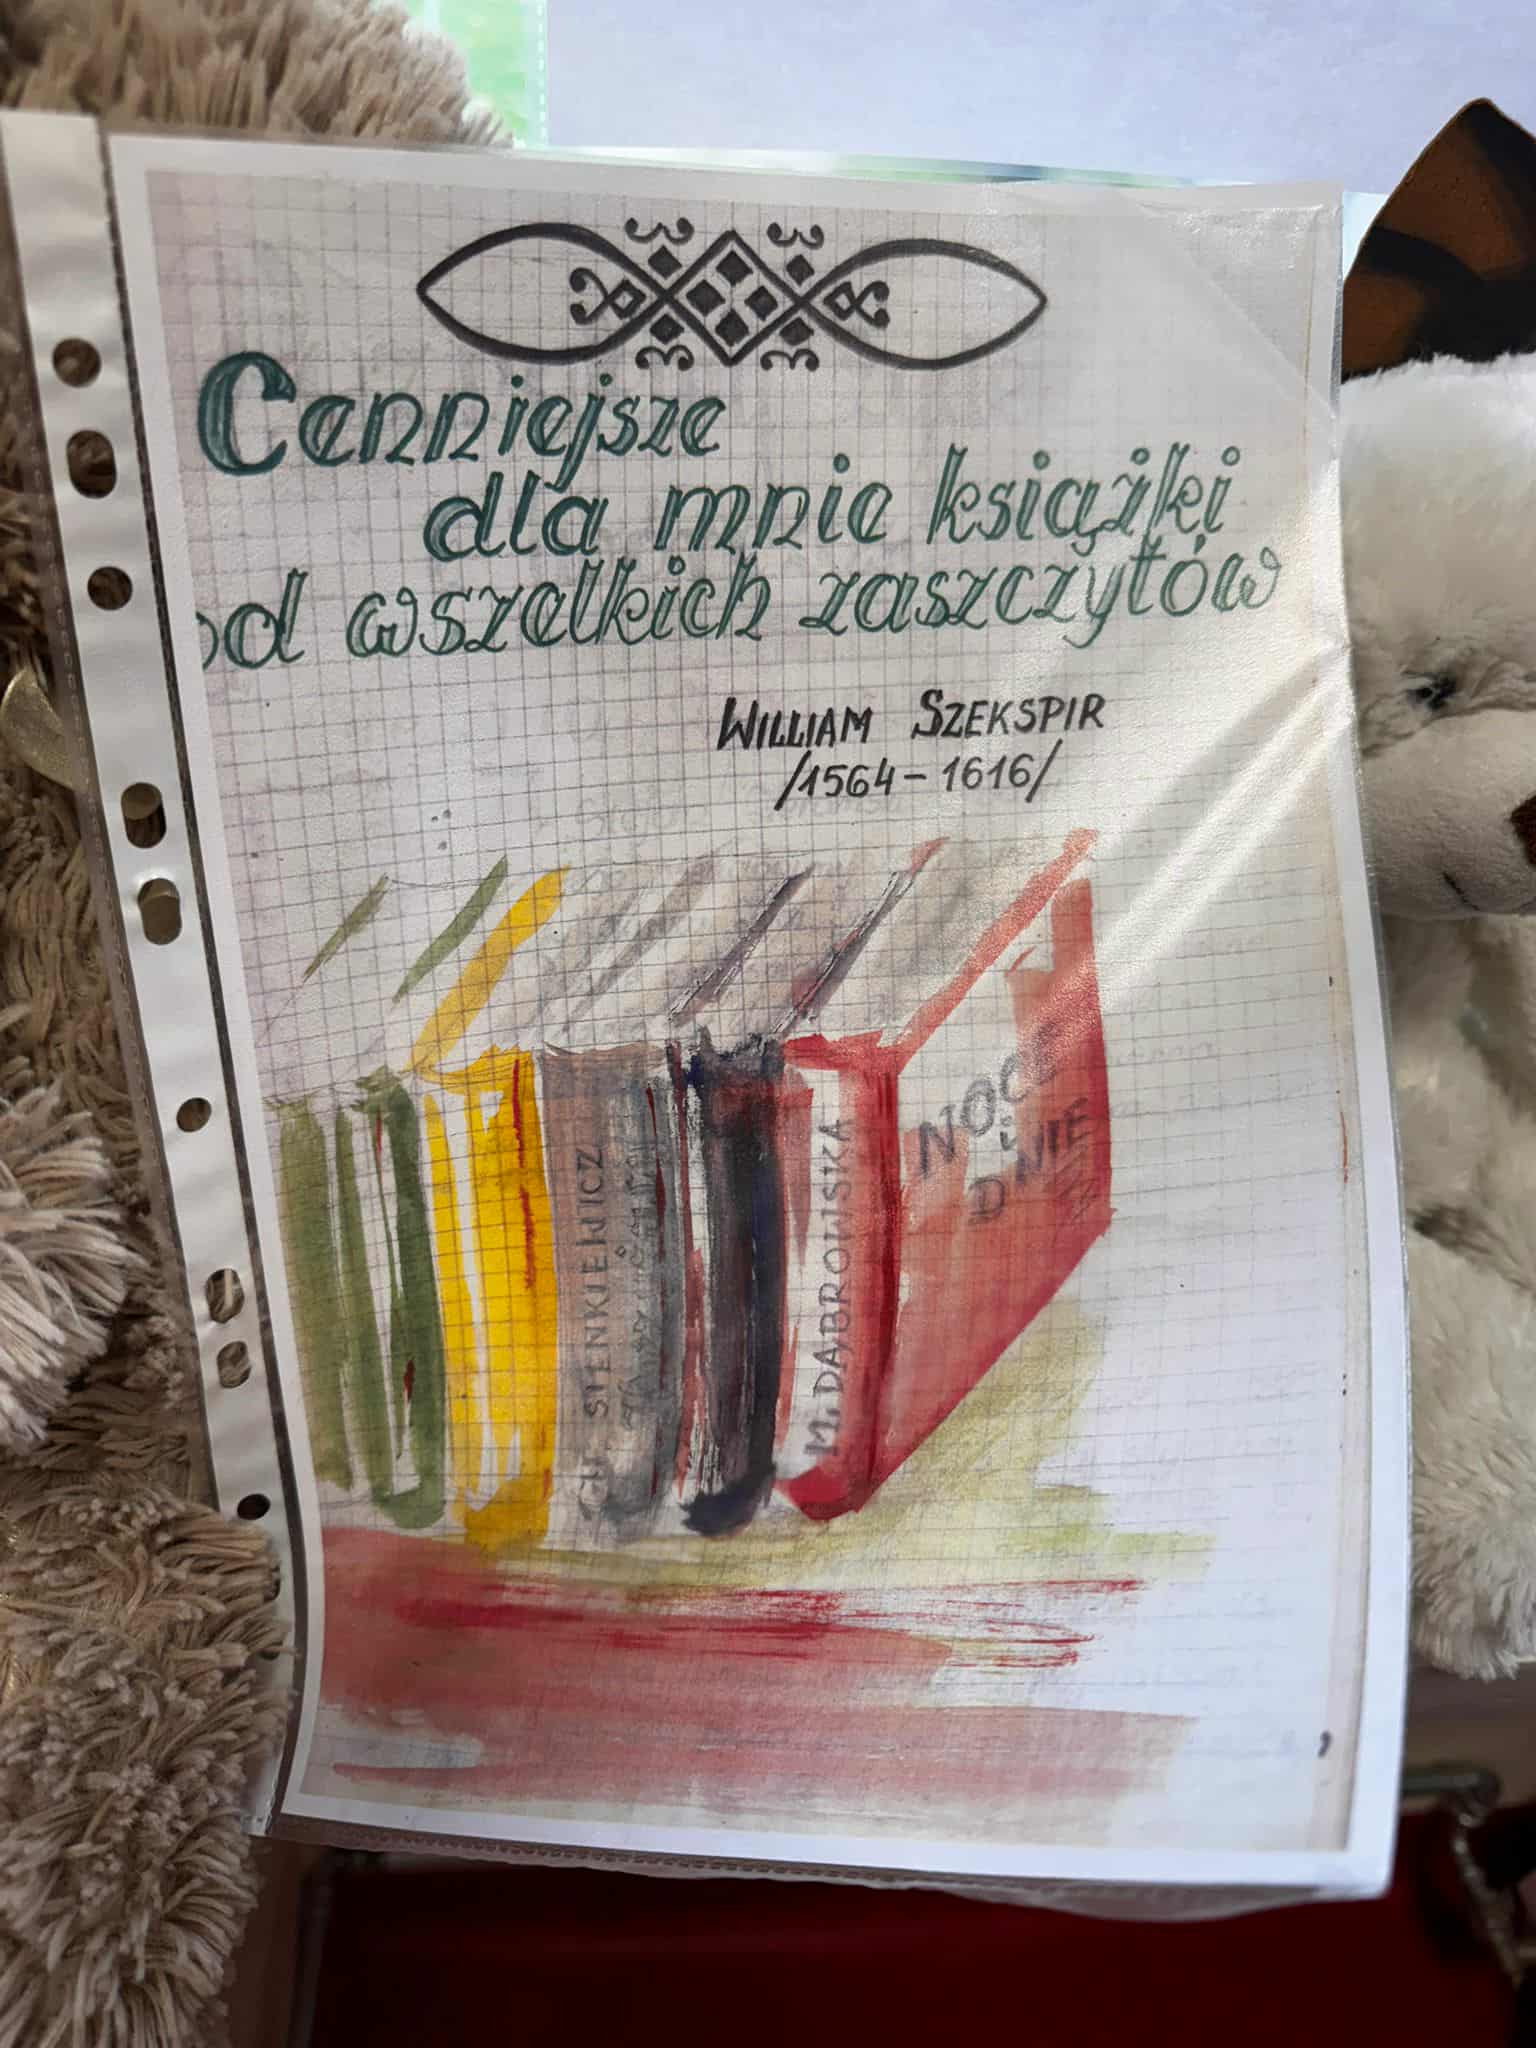 Cenniejsze
dla mnie książki
od wszelkich zaszczytów
WILLIAM SZEKSPIR
/1564-1616/
SIENKIEWICZ
M. DĄBROWSKA
NOCE
i
DNIE